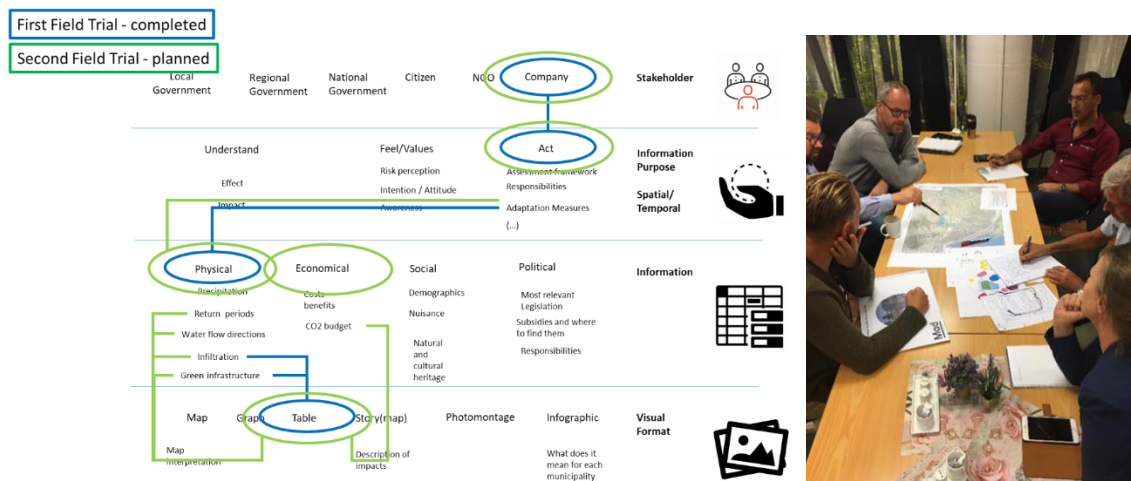 First Field Trial - completed
Second Field Trial - planned
Local
Government
Regional
Government
National
Government
Citizen
NGO
Company
Stakeholder
Understand
Feel/Values
Act
Information
Purpose
Effect
Risk perception
Assessment framework
Impact
Intention / Attitude
Responsibilities
Spatial/
Temporal
Awareness
Adaptation Measures
(...)
Physical
Economical
Social
Political
Information
Precipitation
Costs
benefits
Demographics
Most relevant
Legislation
Return periods
Nuisance
Subsidies and where
to find them
Water flow directions
CO2 budget
Natural
and
cultural
heritage
Responsibilities
Infiltration
Green infrastructure
Map
Graph
Table
Story(map)
Photomontage
Infographic
Visual
Format
Map
interpretation
Description of
impacts
What does it
mean for each
municipality
Mad